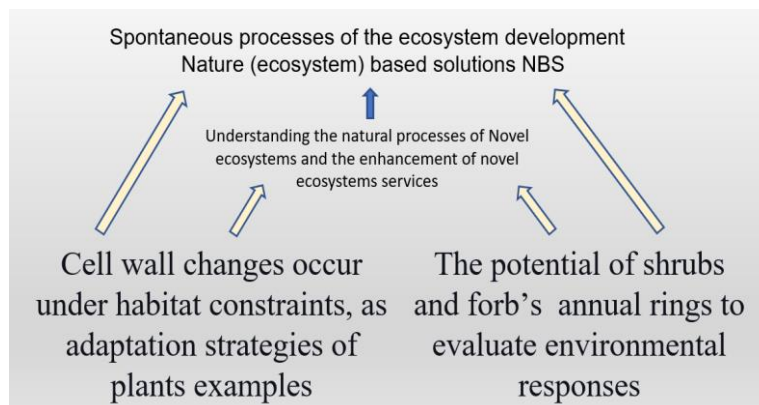 Spontaneous processes of the ecosystem development
Nature (ecosystem) based solutions NBS
Understanding the natural processes of Novel
ecosystems and the enhancement of novel
ecosystems services
Cell wall changes occur
under habitat constraints, as
adaptation strategies of
plants examples
The potential of shrubs
and forb's annual rings to
evaluate environmental
responses